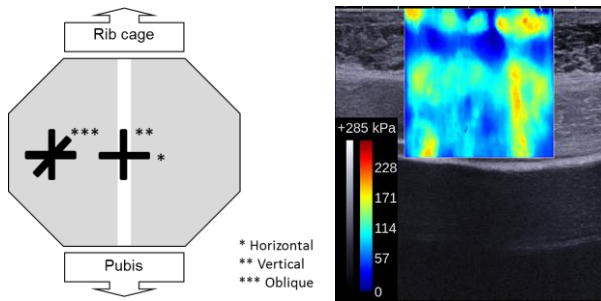 Rib cage
***
**
*
* Horizontal
** Vertical
*** Oblique
Pubis
+285 kPa
228
171
114
57
0